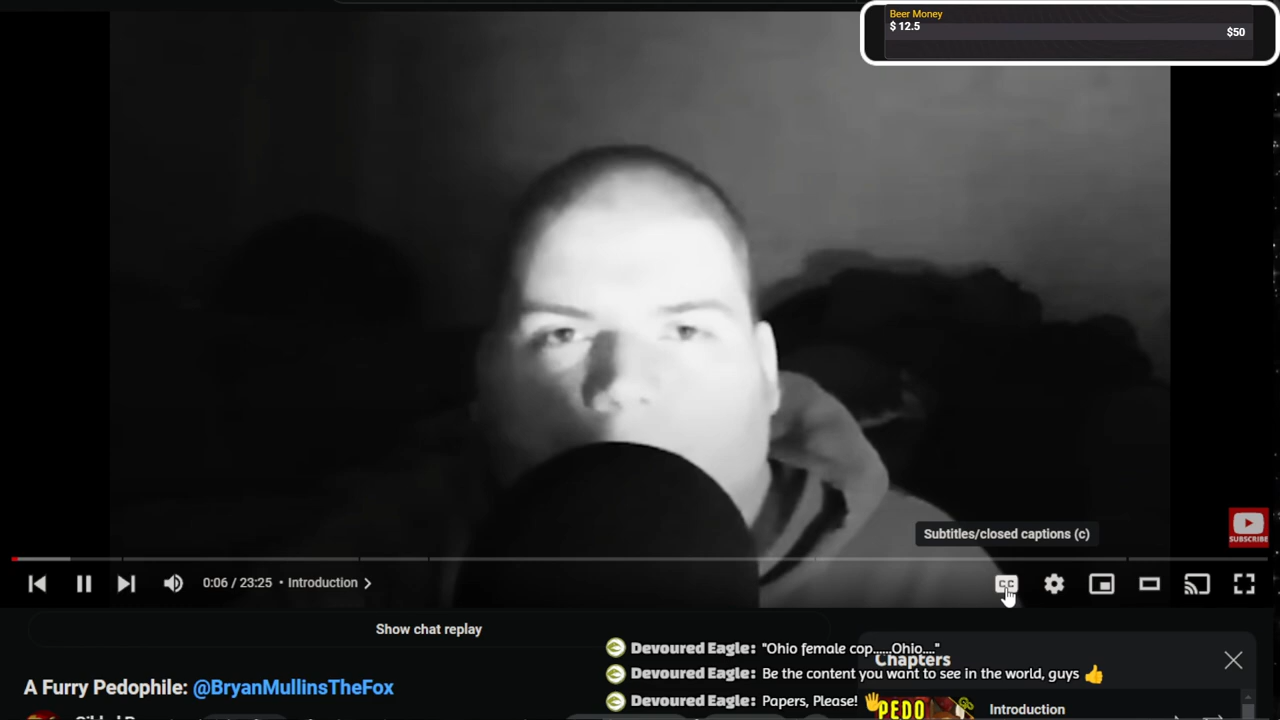 Beer Money
$ 12.5
$50
Subtitles/closed captions (c)
SUBSCRIBE
CC
0:06 / 23:25 • Introduction
Show chat replay
Devoured Eagle: "Ohio female cop......Ohio...."
Chapters
Devoured Eagle: Be the content you want to see in the world, guys 👍
A Furry Pedophile: @BryanMullinsTheFox
Devoured Eagle: Papers, Please! 🖐
PEDO
Introduction